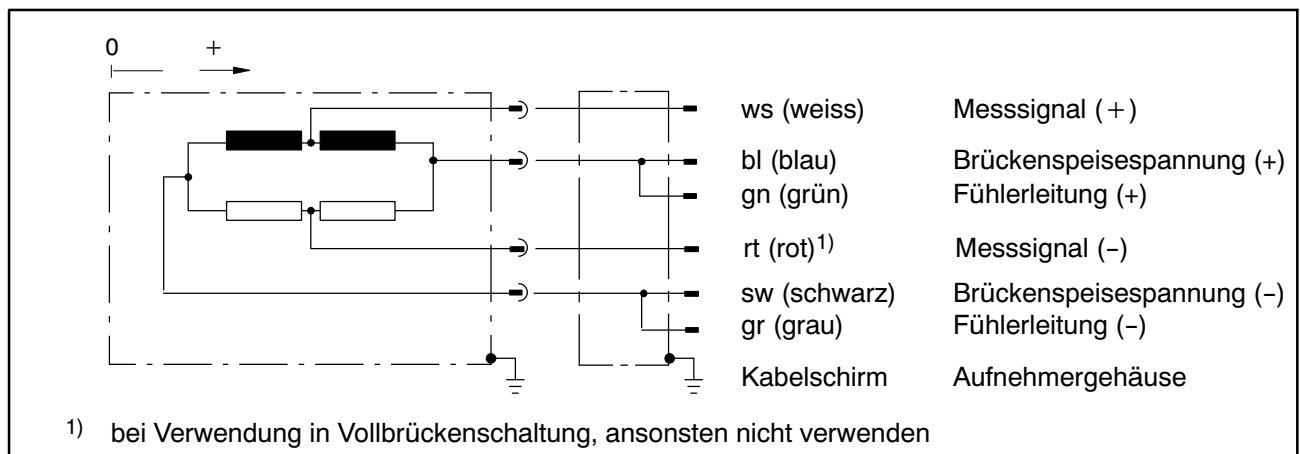 0 +
ws (weiss) Messsignal (+)
bl (blau) Brückenspeisespannung (+)
gn (grün) Fühlerleitung (+)
rt (rot)1) Messsignal (–)
sw (schwarz) Brückenspeisespannung (–)
gr (grau) Fühlerleitung (–)
Kabelschirm Aufnehmergehäuse
1) bei Verwendung in Vollbrückenschaltung, ansonsten nicht verwenden